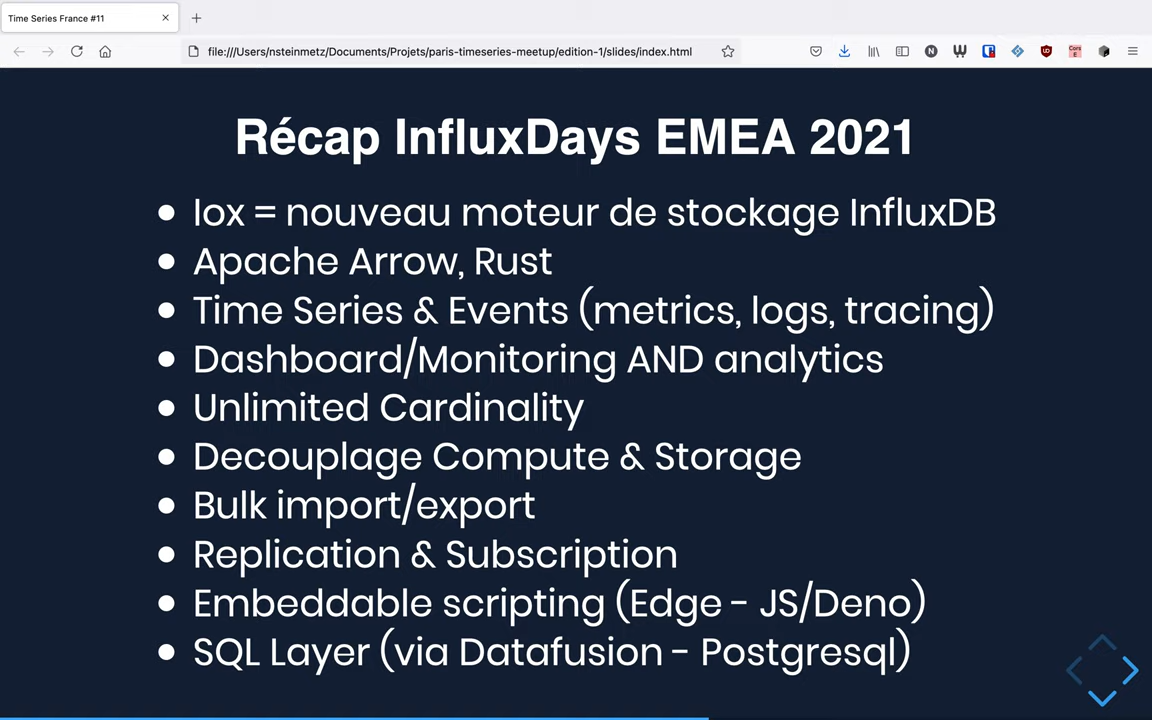 Time Series France #11
file:///Users/nsteinmetz/Documents/Projets/paris-timeseries-meetup/edition-1/slides/index.html
Récap InfluxDays EMEA 2021
Iox = nouveau moteur de stockage InfluxDB
Apache Arrow, Rust
Time Series & Events (metrics, logs, tracing)
Dashboard/Monitoring AND analytics
Unlimited Cardinality
Decouplage Compute & Storage
Bulk import/export
Replication & Subscription
Embeddable scripting (Edge - JS/Deno)
SQL Layer (via Datafusion - Postgresql)